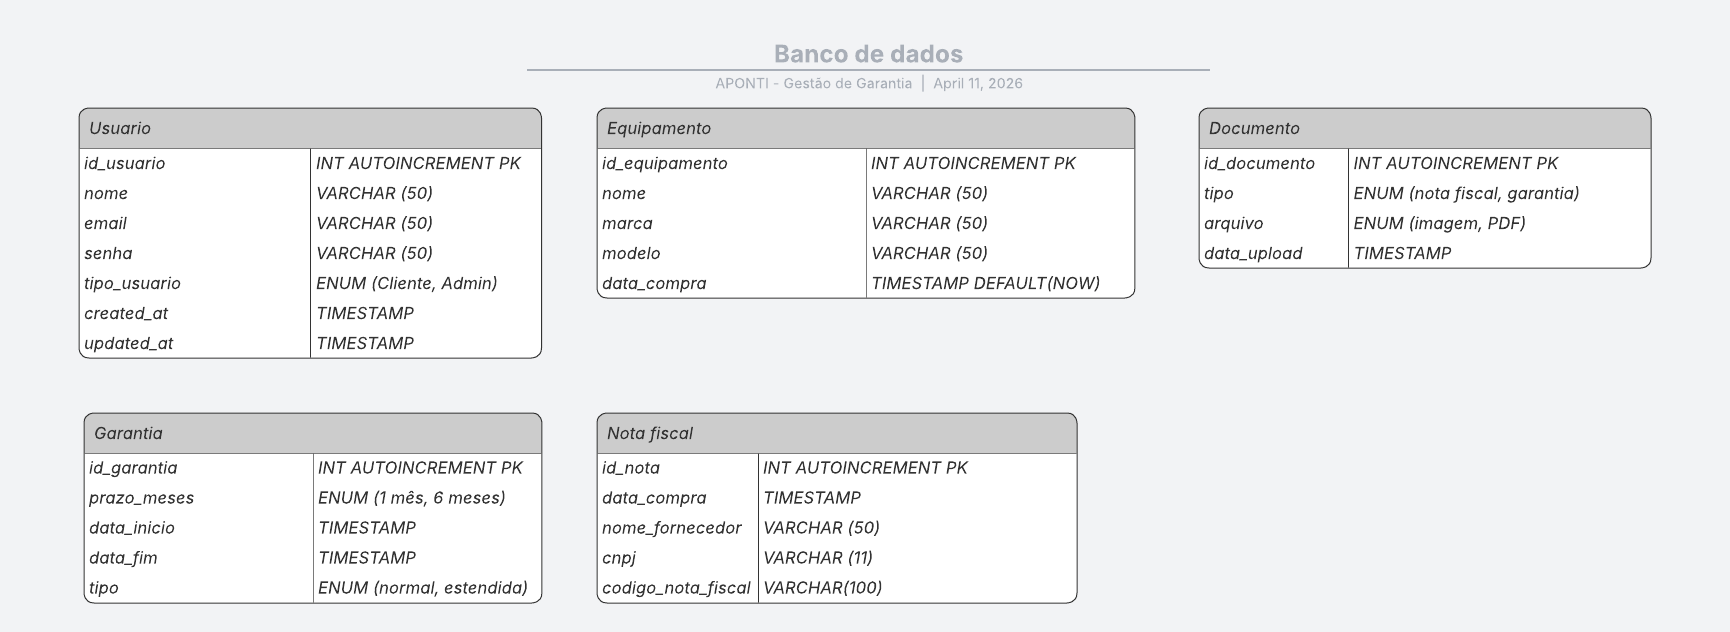 Banco de dados
APONTI - Gestão de Garantia | April 11, 2026
Usuario
id_usuario INT AUTOINCREMENT PK
nome VARCHAR (50)
email VARCHAR (50)
senha VARCHAR (50)
tipo_usuario ENUM (Cliente, Admin)
created_at TIMESTAMP
updated_at TIMESTAMP
Equipamento
id_equipamento INT AUTOINCREMENT PK
nome VARCHAR (50)
marca VARCHAR (50)
modelo VARCHAR (50)
data_compra TIMESTAMP DEFAULT(NOW)
Documento
id_documento INT AUTOINCREMENT PK
tipo ENUM (nota fiscal, garantia)
arquivo ENUM (imagem, PDF)
data_upload TIMESTAMP
Garantia
id_garantia INT AUTOINCREMENT PK
prazo_meses ENUM (1 mês, 6 meses)
data_inicio TIMESTAMP
data_fim TIMESTAMP
tipo ENUM (normal, estendida)
Nota fiscal
id_nota INT AUTOINCREMENT PK
data_compra TIMESTAMP
nome_fornecedor VARCHAR (50)
cnpj VARCHAR (11)
codigo_nota_fiscal VARCHAR(100)